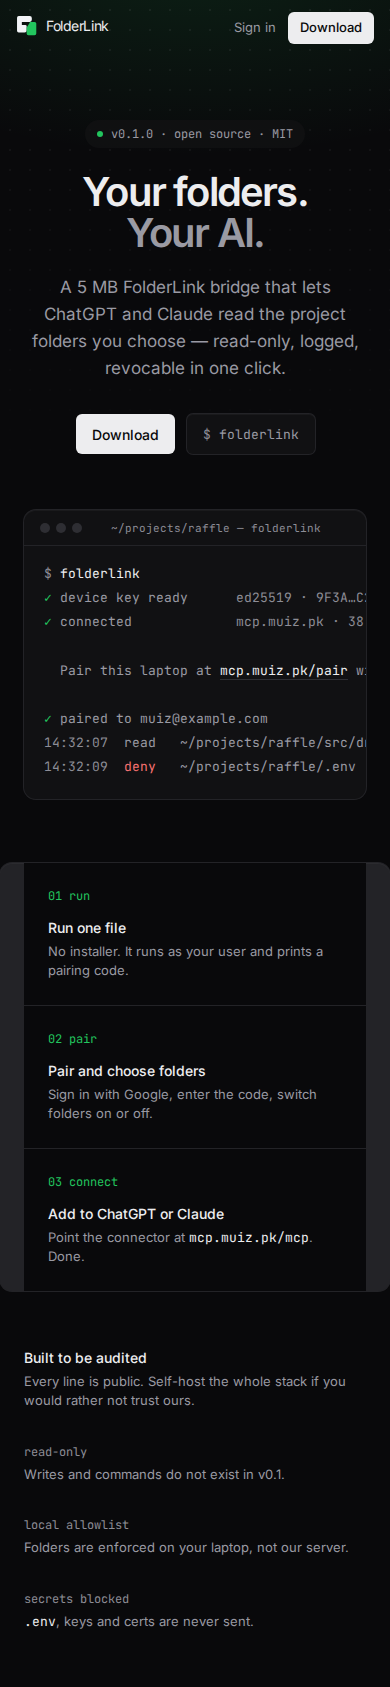 FolderLink
Sign in
Download
v0.1.0 · open source · MIT
Your folders.
Your AI.
A 5 MB FolderLink bridge that lets
ChatGPT and Claude read the project
folders you choose — read-only, logged,
revocable in one click.
Download
$ folderlink
~/projects/raffle — folderlink
$ folderlink
✓ device key ready ed25519 · 9F3A…C
✓ connected mcp.muiz.pk · 38
Pair this laptop at mcp.muiz.pk/pair w
✓ paired to muiz@example.com
14:32:07 read ~/projects/raffle/src/d
14:32:09 deny ~/projects/raffle/.env
01 run
Run one file
No installer. It runs as your user and prints a
pairing code.
02 pair
Pair and choose folders
Sign in with Google, enter the code, switch
folders on or off.
03 connect
Add to ChatGPT or Claude
Point the connector at mcp.muiz.pk/mcp.
Done.
Built to be audited
Every line is public. Self-host the whole stack if you
would rather not trust ours.
read-only
Writes and commands do not exist in v0.1.
local allowlist
Folders are enforced on your laptop, not our server.
secrets blocked
.env, keys and certs are never sent.